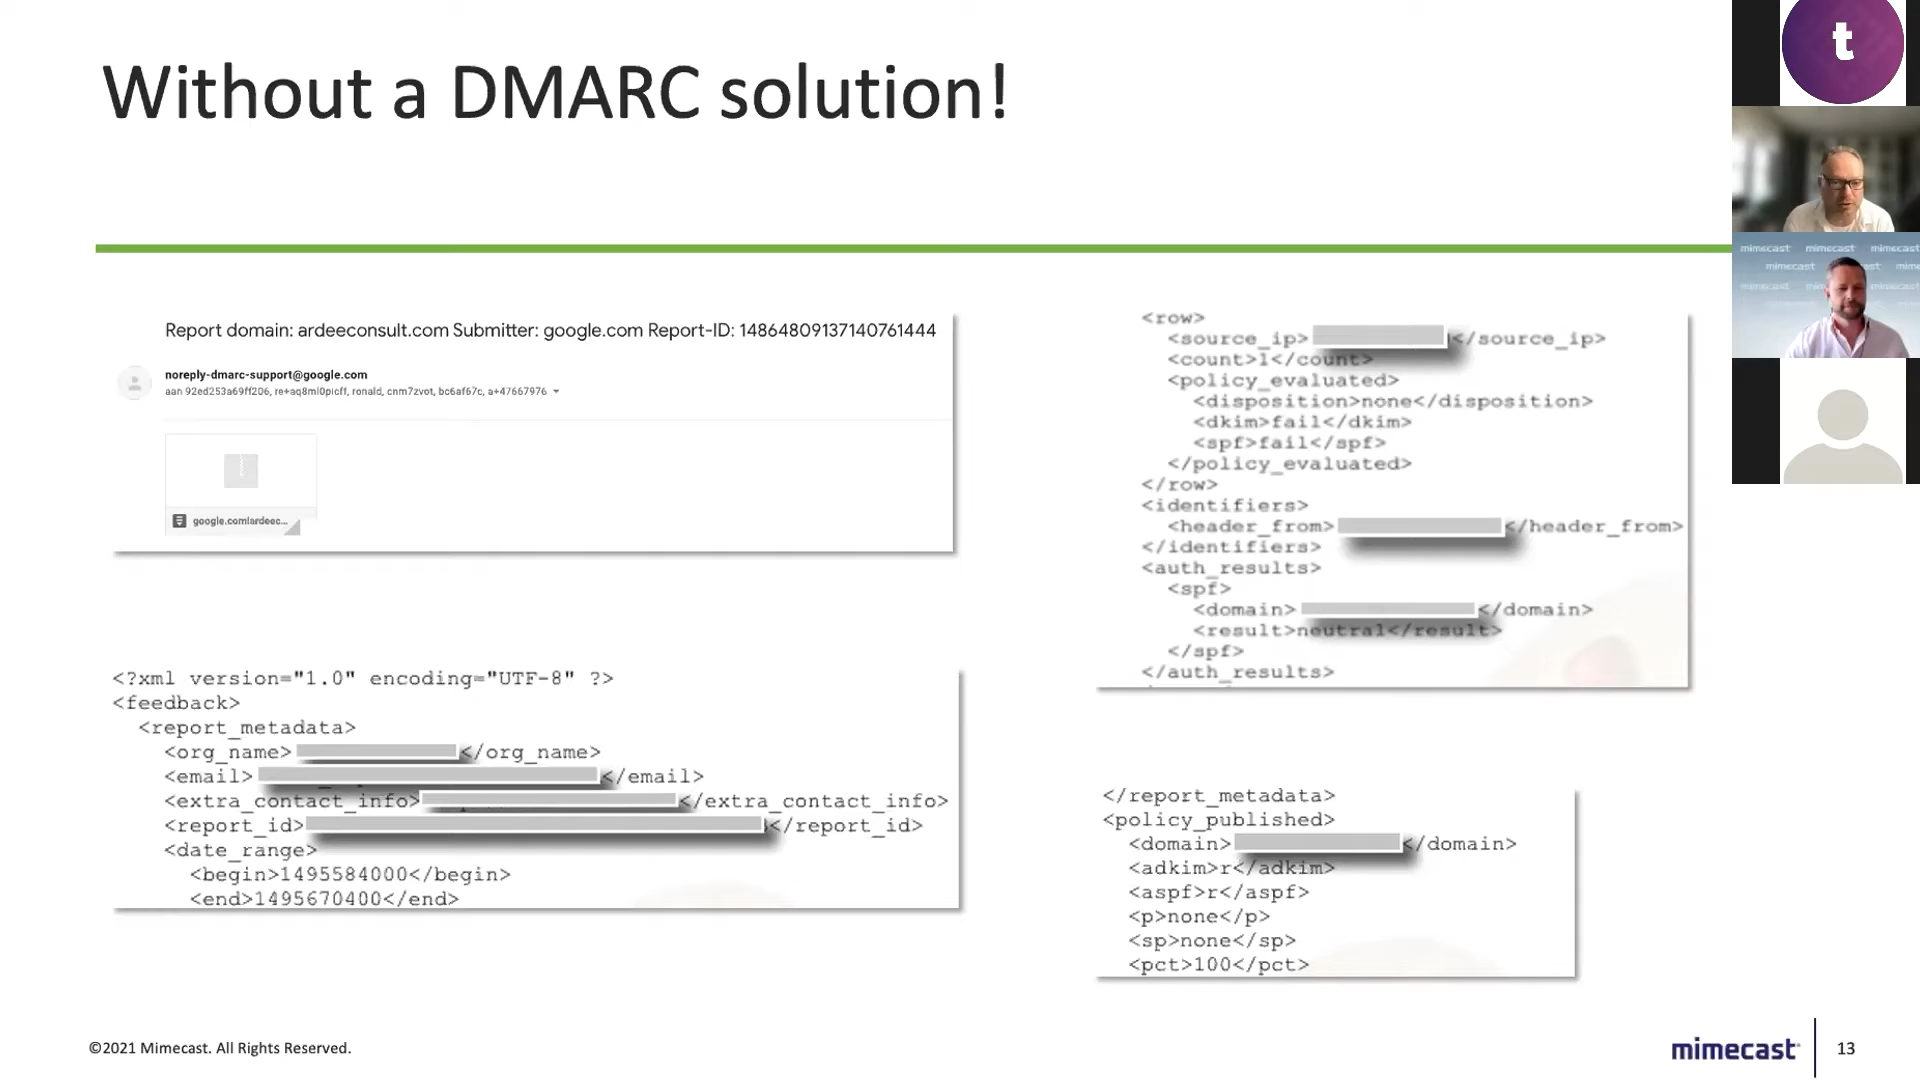 Without a DMARC solution!
Report domain: ardeeconsult.com Submitter: google.com Report-ID: 14864809137140761444
noreply-dmarc-support@google.com
aan 92ed253a69ff206, re+aq8ml0picff, ronald, cnm7zvot, bc6af67c, a+47667976
google.com!ardeec...
<?xml version="1.0" encoding="UTF-8" ?>
<feedback>
<report_metadata>
<org_name> </org_name>
<email> </email>
<extra_contact_info> </extra_contact_info>
<report_id> </report_id>
<date_range>
<begin>1495584000</begin>
<end>1495670400</end>
<row>
<source_ip> </source_ip>
<count>1</count>
<policy_evaluated>
<disposition>none</disposition>
<dkim>fail</dkim>
<spf>fail</spf>
</policy_evaluated>
</row>
<identifiers>
<header_from> </header_from>
</identifiers>
<auth_results>
<spf>
<domain> </domain>
<result>neutral</result>
</spf>
</auth_results>
</report_metadata>
<policy_published>
<domain> </domain>
<adkim>r</adkim>
<aspf>r</aspf>
<p>none</p>
<sp>none</sp>
<pct>100</pct>
t
mimecast mimecast mimecast
mimecast
mimecast
©2021 Mimecast. All Rights Reserved.
mimecast
13